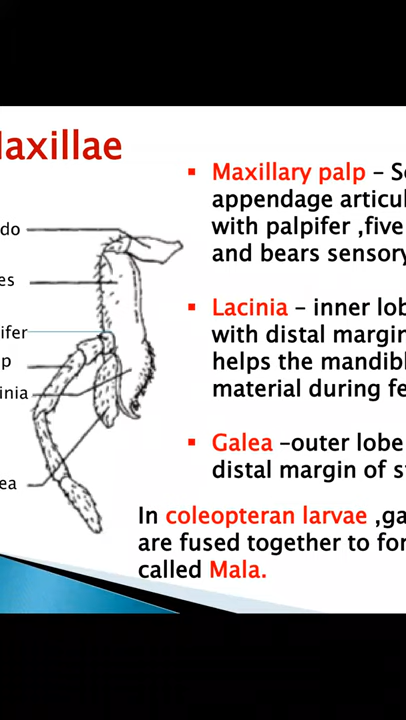 axillae
do
es
ifer
p
inia
ea
▪ Maxillary palp – S
appendage articul
with palpifer ,five
and bears sensory
▪ Lacinia – inner lob
with distal margin
helps the mandib
material during fe
▪ Galea –outer lobe
distal margin of s
In coleopteran larvae ,ga
are fused together to for
called Mala.